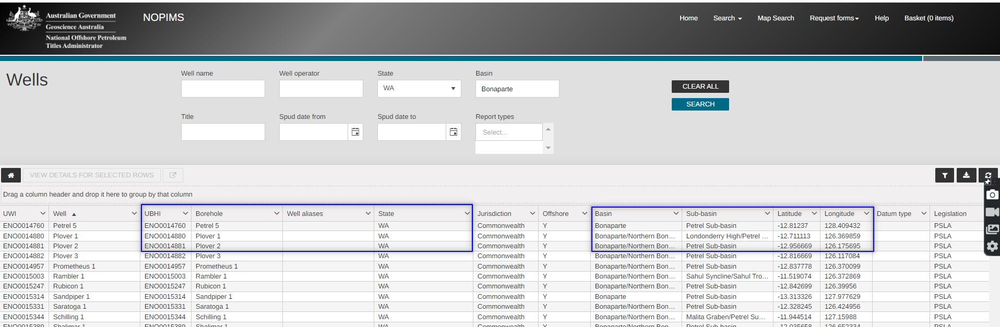 Australian Government
Geoscience Australia
National Offshore Petroleum
Titles Administrator
NOPIMS
Home Search Map Search Request forms Help Basket (0 items)
Wells
Well name Well operator State Basin
WA Bonaparte
CLEAR ALL
SEARCH
Title Spud date from Spud date to Report types
Select...
VIEW DETAILS FOR SELECTED ROWS
Drag a column header and drop it here to group by that column
UWI Well UBHI Borehole Well aliases State Jurisdiction Offshore Basin Sub-basin Latitude Longitude Datum type Legislation
ENO0014760 Petrel 5 ENO0014760 Petrel 5 WA Commonwealth Y Bonaparte Petrel Sub-basin -12.81237 128.409432 PSLA
ENO0014880 Plover 1 ENO0014880 Plover 1 WA Commonwealth Y Bonaparte/Northern Bon... Londonderry High/Petrel ... -12.711113 126.369859 PSLA
ENO0014881 Plover 2 ENO0014881 Plover 2 WA Commonwealth Y Bonaparte/Northern Bon... Petrel Sub-basin -12.956669 126.175695 PSLA
ENO0014882 Plover 3 ENO0014882 Plover 3 WA Commonwealth Y Bonaparte/Northern Bon... Petrel Sub-basin -12.816669 126.117084 PSLA
ENO0014957 Prometheus 1 ENO0014957 Prometheus 1 WA Commonwealth Y Bonaparte/Northern Bon... Petrel Sub-basin -12.837778 126.370099 PSLA
ENO0015003 Rambler 1 ENO0015003 Rambler 1 WA Commonwealth Y Bonaparte/Northern Bon... Sahul Syncline/Sahul Tro... -11.519074 126.372869 PSLA
ENO0015247 Rubicon 1 ENO0015247 Rubicon 1 WA Commonwealth Y Bonaparte/Northern Bon... Petrel Sub-basin -12.842699 126.39956 PSLA
ENO0015314 Sandpiper 1 ENO0015314 Sandpiper 1 WA Commonwealth Y Bonaparte Petrel Sub-basin -13.313326 127.977629 PSLA
ENO0015331 Saratoga 1 ENO0015331 Saratoga 1 WA Commonwealth Y Bonaparte/Northern Bon... Petrel Sub-basin -12.328245 126.424956 PSLA
ENO0015344 Schilling 1 ENO0015344 Schilling 1 WA Commonwealth Y Bonaparte/Northern Bon... Malita Graben/Petrel Su... -11.944514 127.15988 PSLA
ENO0015389 Shalimar 1 ENO0015389 Shalimar 1 WA Commonwealth Y Bonaparte/Northern Bon... Petrel Sub-basin -12.035658 126.652334 PSLA